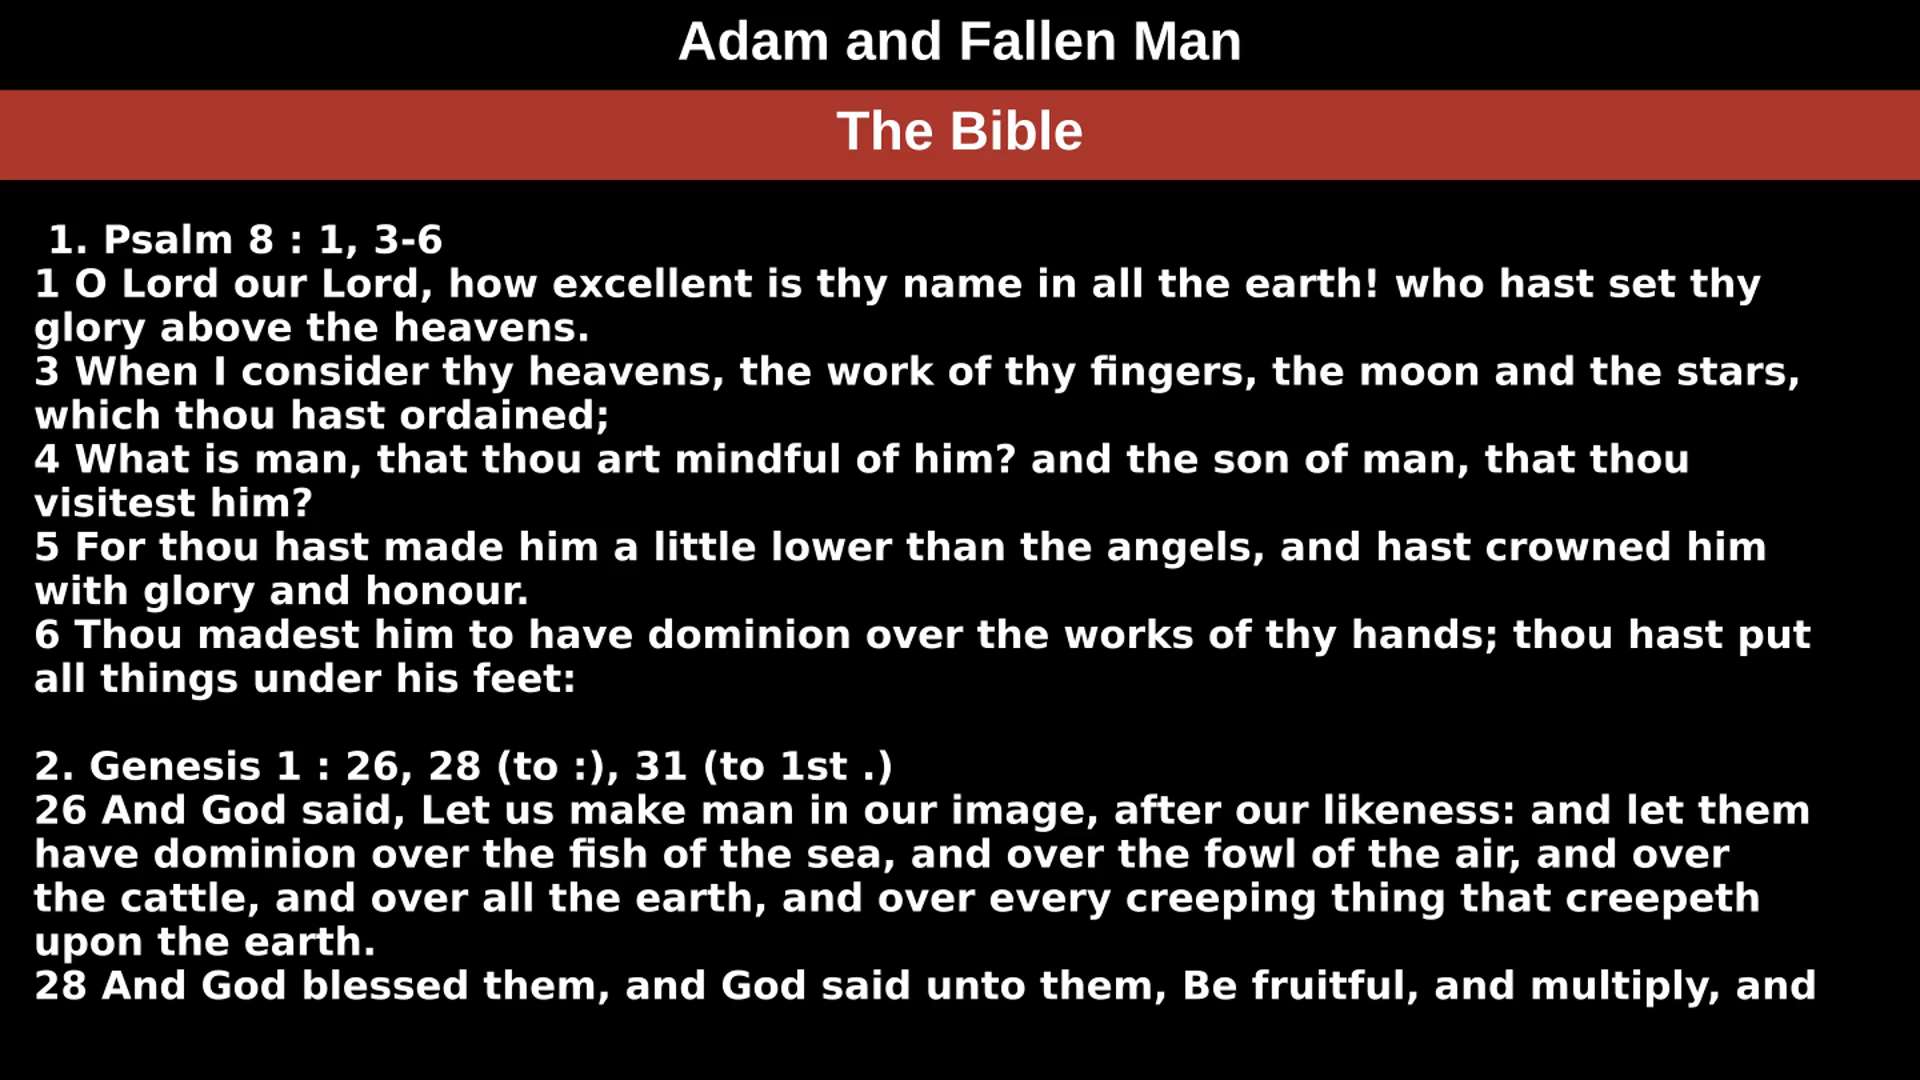 Adam and Fallen Man
The Bible
1. Psalm 8 : 1, 3-6
1 O Lord our Lord, how excellent is thy name in all the earth! who hast set thy
glory above the heavens.
3 When I consider thy heavens, the work of thy fingers, the moon and the stars,
which thou hast ordained;
4 What is man, that thou art mindful of him? and the son of man, that thou
visitest him?
5 For thou hast made him a little lower than the angels, and hast crowned him
with glory and honour.
6 Thou madest him to have dominion over the works of thy hands; thou hast put
all things under his feet:
2. Genesis 1 : 26, 28 (to :), 31 (to 1st .)
26 And God said, Let us make man in our image, after our likeness: and let them
have dominion over the fish of the sea, and over the fowl of the air, and over
the cattle, and over all the earth, and over every creeping thing that creepeth
upon the earth.
28 And God blessed them, and God said unto them, Be fruitful, and multiply, and